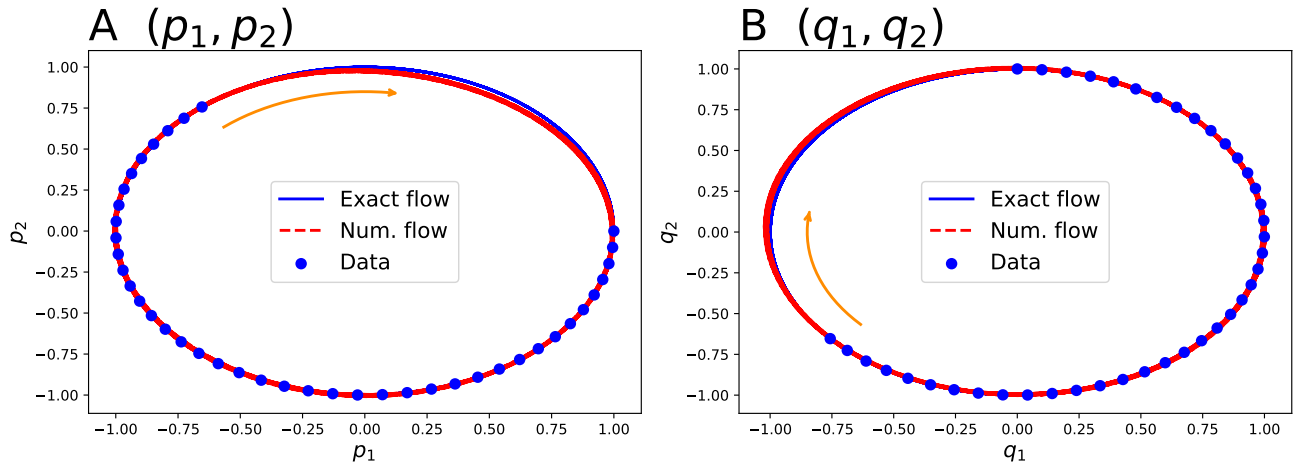 A (p₁, p₂)
1.00
0.75
0.50
0.25
0.00
−0.25
−0.50
−0.75
−1.00
p₂
Exact flow
Num. flow
Data
−1.00 −0.75 −0.50 −0.25 0.00 0.25 0.50 0.75 1.00
p₁
B (q₁, q₂)
1.00
0.75
0.50
0.25
0.00
−0.25
−0.50
−0.75
−1.00
q₂
Exact flow
Num. flow
Data
−1.00 −0.75 −0.50 −0.25 0.00 0.25 0.50 0.75 1.00
q₁